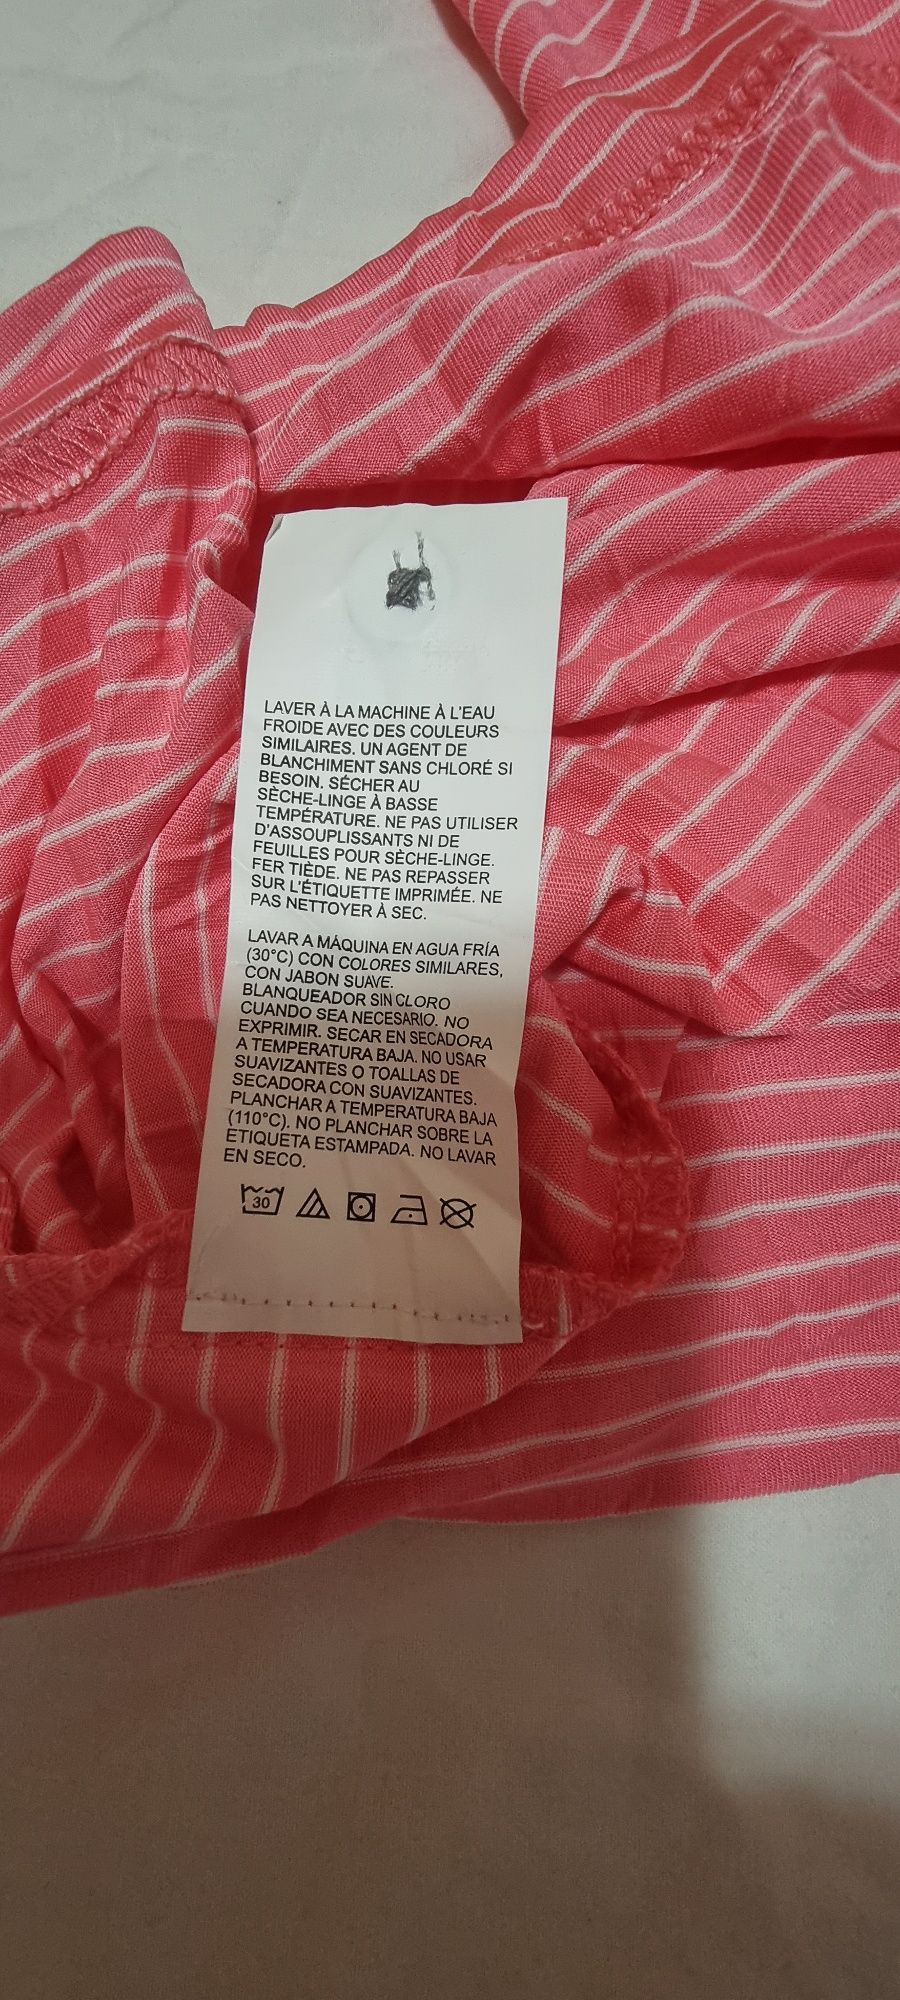 LAVER À LA MACHINE À L'EAU
FROIDE AVEC DES COULEURS
SIMILAIRES. UN AGENT DE
BLANCHIMENT SANS CHLORÉ SI
BESOIN. SÉCHER AU
SÈCHE-LINGE À BASSE
TEMPÉRATURE. NE PAS UTILISER
D'ASSOUPLISSANTS NI DE
FEUILLES POUR SÈCHE-LINGE.
FER TIÈDE. NE PAS REPASSER
SUR L'ÉTIQUETTE IMPRIMÉE. NE
PAS NETTOYER À SEC.
LAVAR A MÁQUINA EN AGUA FRÍA
(30°C) CON COLORES SIMILARES,
CON JABON SUAVE.
BLANQUEADOR SIN CLORO
CUANDO SEA NECESARIO. NO
EXPRIMIR. SECAR EN SECADORA
A TEMPERATURA BAJA. NO USAR
SUAVIZANTES O TOALLAS DE
SECADORA CON SUAVIZANTES.
PLANCHAR A TEMPERATURA BAJA
(110°C). NO PLANCHAR SOBRE LA
ETIQUETA ESTAMPADA. NO LAVAR
EN SECO.
30